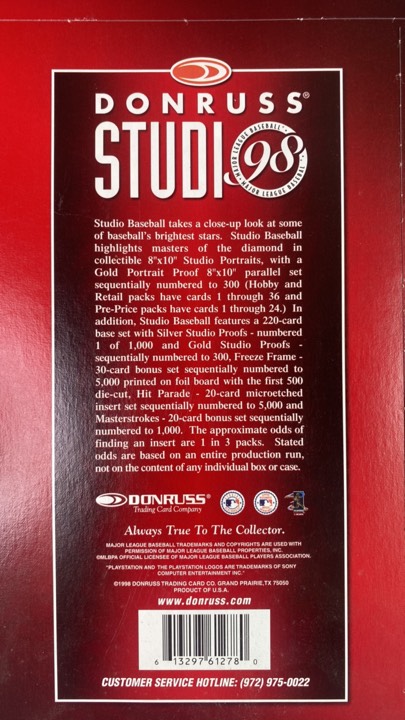 DONRUSS®
STUDIO 98
MAJOR LEAGUE BASEBALL™ • MAJOR LEAGUE BASEBALL™
Studio Baseball takes a close-up look at some
of baseball's brightest stars. Studio Baseball
highlights masters of the diamond in
collectible 8"x10" Studio Portraits, with a
Gold Portrait Proof 8"x10" parallel set
sequentially numbered to 300 (Hobby and
Retail packs have cards 1 through 36 and
Pre-Price packs have cards 1 through 24.) In
addition, Studio Baseball features a 220-card
base set with Silver Studio Proofs - numbered
1 of 1,000 and Gold Studio Proofs -
sequentially numbered to 300, Freeze Frame -
30-card bonus set sequentially numbered to
5,000 printed on foil board with the first 500
die-cut, Hit Parade - 20-card microetched
insert set sequentially numbered to 5,000 and
Masterstrokes - 20-card bonus set sequentially
numbered to 1,000. The approximate odds of
finding an insert are 1 in 3 packs. Stated
odds are based on an entire production run,
not on the content of any individual box or case.
DONRUSS®
Trading Card Company
Always True To The Collector.
MAJOR LEAGUE BASEBALL TRADEMARKS AND COPYRIGHTS ARE USED WITH
PERMISSION OF MAJOR LEAGUE BASEBALL PROPERTIES, INC.
©MLBPA OFFICIAL LICENSEE OF MAJOR LEAGUE BASEBALL PLAYERS ASSOCIATION.
"PLAYSTATION AND THE PLAYSTATION LOGOS ARE TRADEMARKS OF SONY
COMPUTER ENTERTAINMENT INC."
©1998 DONRUSS TRADING CARD CO. GRAND PRAIRIE, TX 75050
PRODUCT OF U.S.A.
www.donruss.com
6 13297 61278 0
CUSTOMER SERVICE HOTLINE: (972) 975-0022